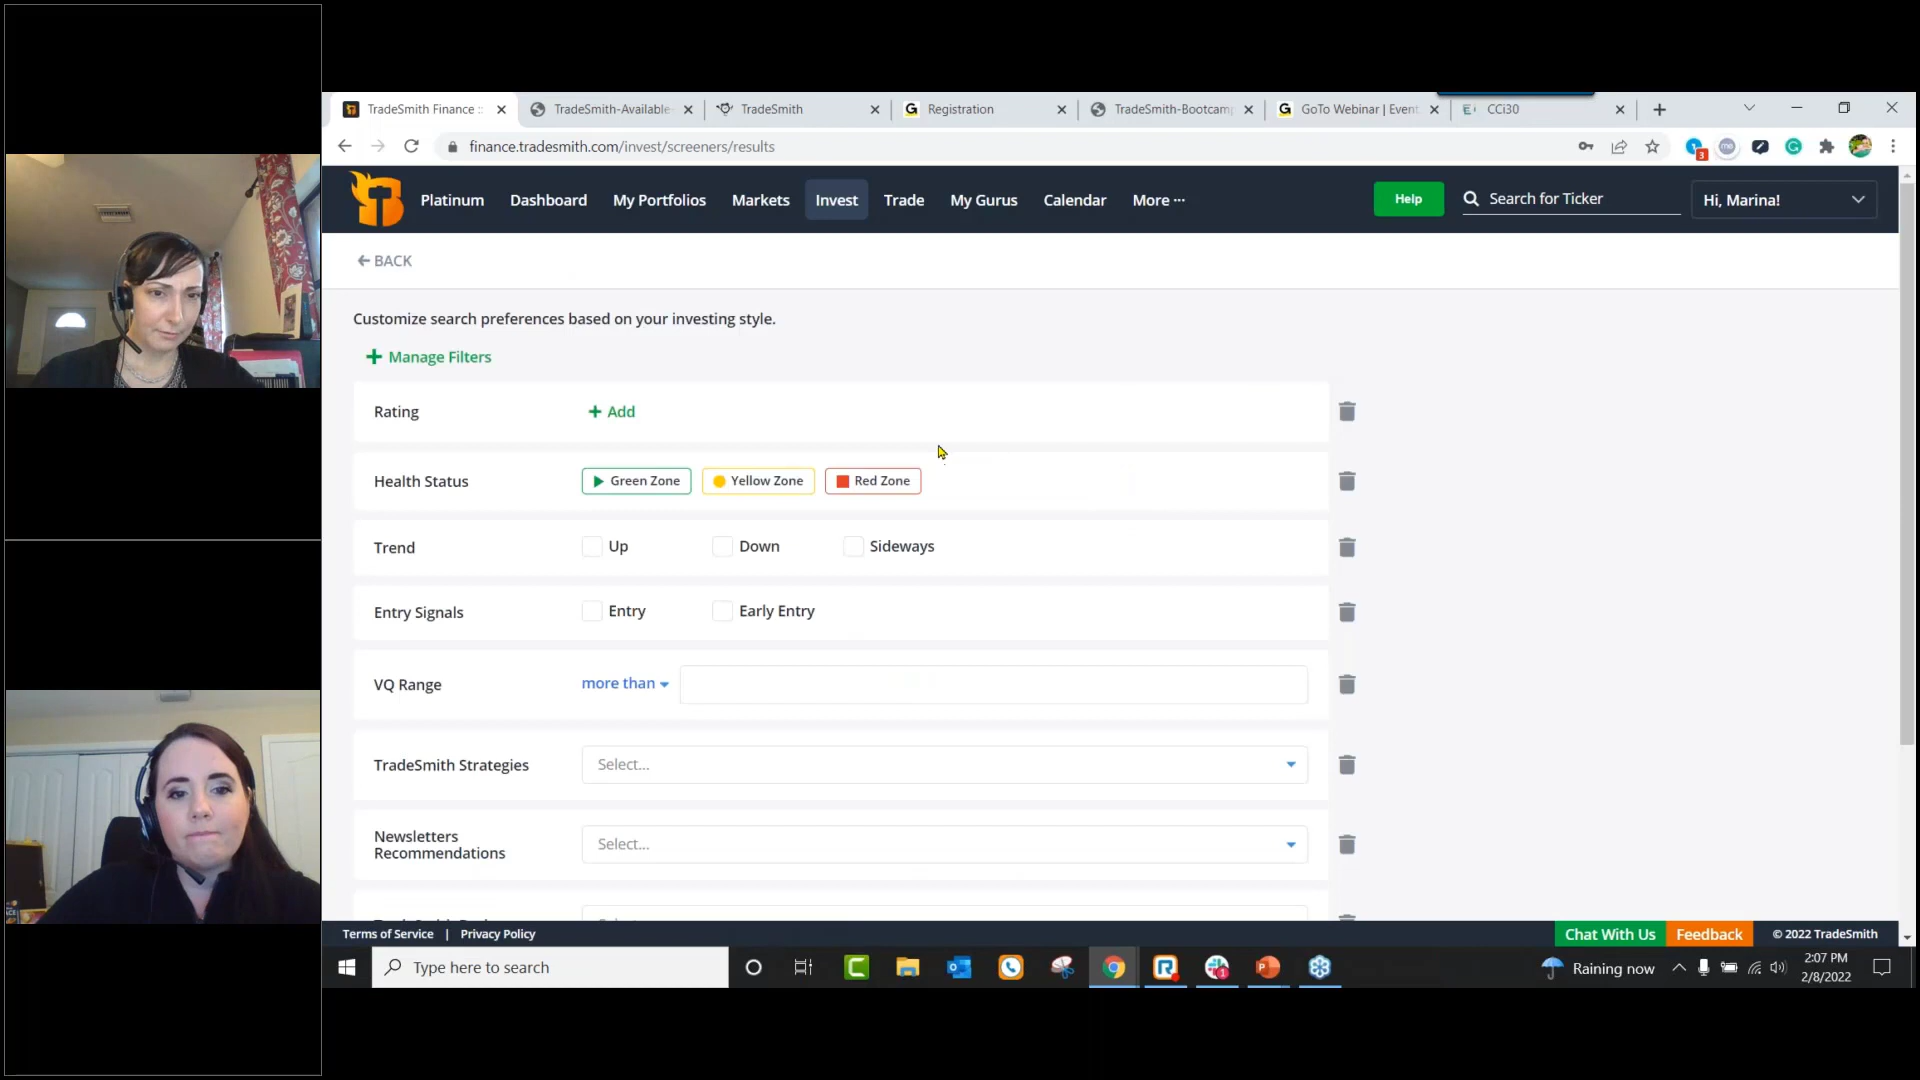 TradeSmith Finance ::
TradeSmith-Available
TradeSmith
Registration
TradeSmith-Bootcamp
GoTo Webinar | Event
CCi30
finance.tradesmith.com/invest/screeners/results
3
Platinum
Dashboard
My Portfolios
Markets
Invest
Trade
My Gurus
Calendar
More ...
Help
Search for Ticker
Hi, Marina!
BACK
Customize search preferences based on your investing style.
Manage Filters
Rating
Add
Health Status
Green Zone
Yellow Zone
Red Zone
Trend
Up
Down
Sideways
Entry Signals
Entry
Early Entry
VQ Range
more than
TradeSmith Strategies
Select...
Newsletters
Recommendations
Select...
Terms of Service | Privacy Policy
Chat With Us
Feedback
© 2022 TradeSmith
Type here to search
1
Raining now
2:07 PM
2/8/2022